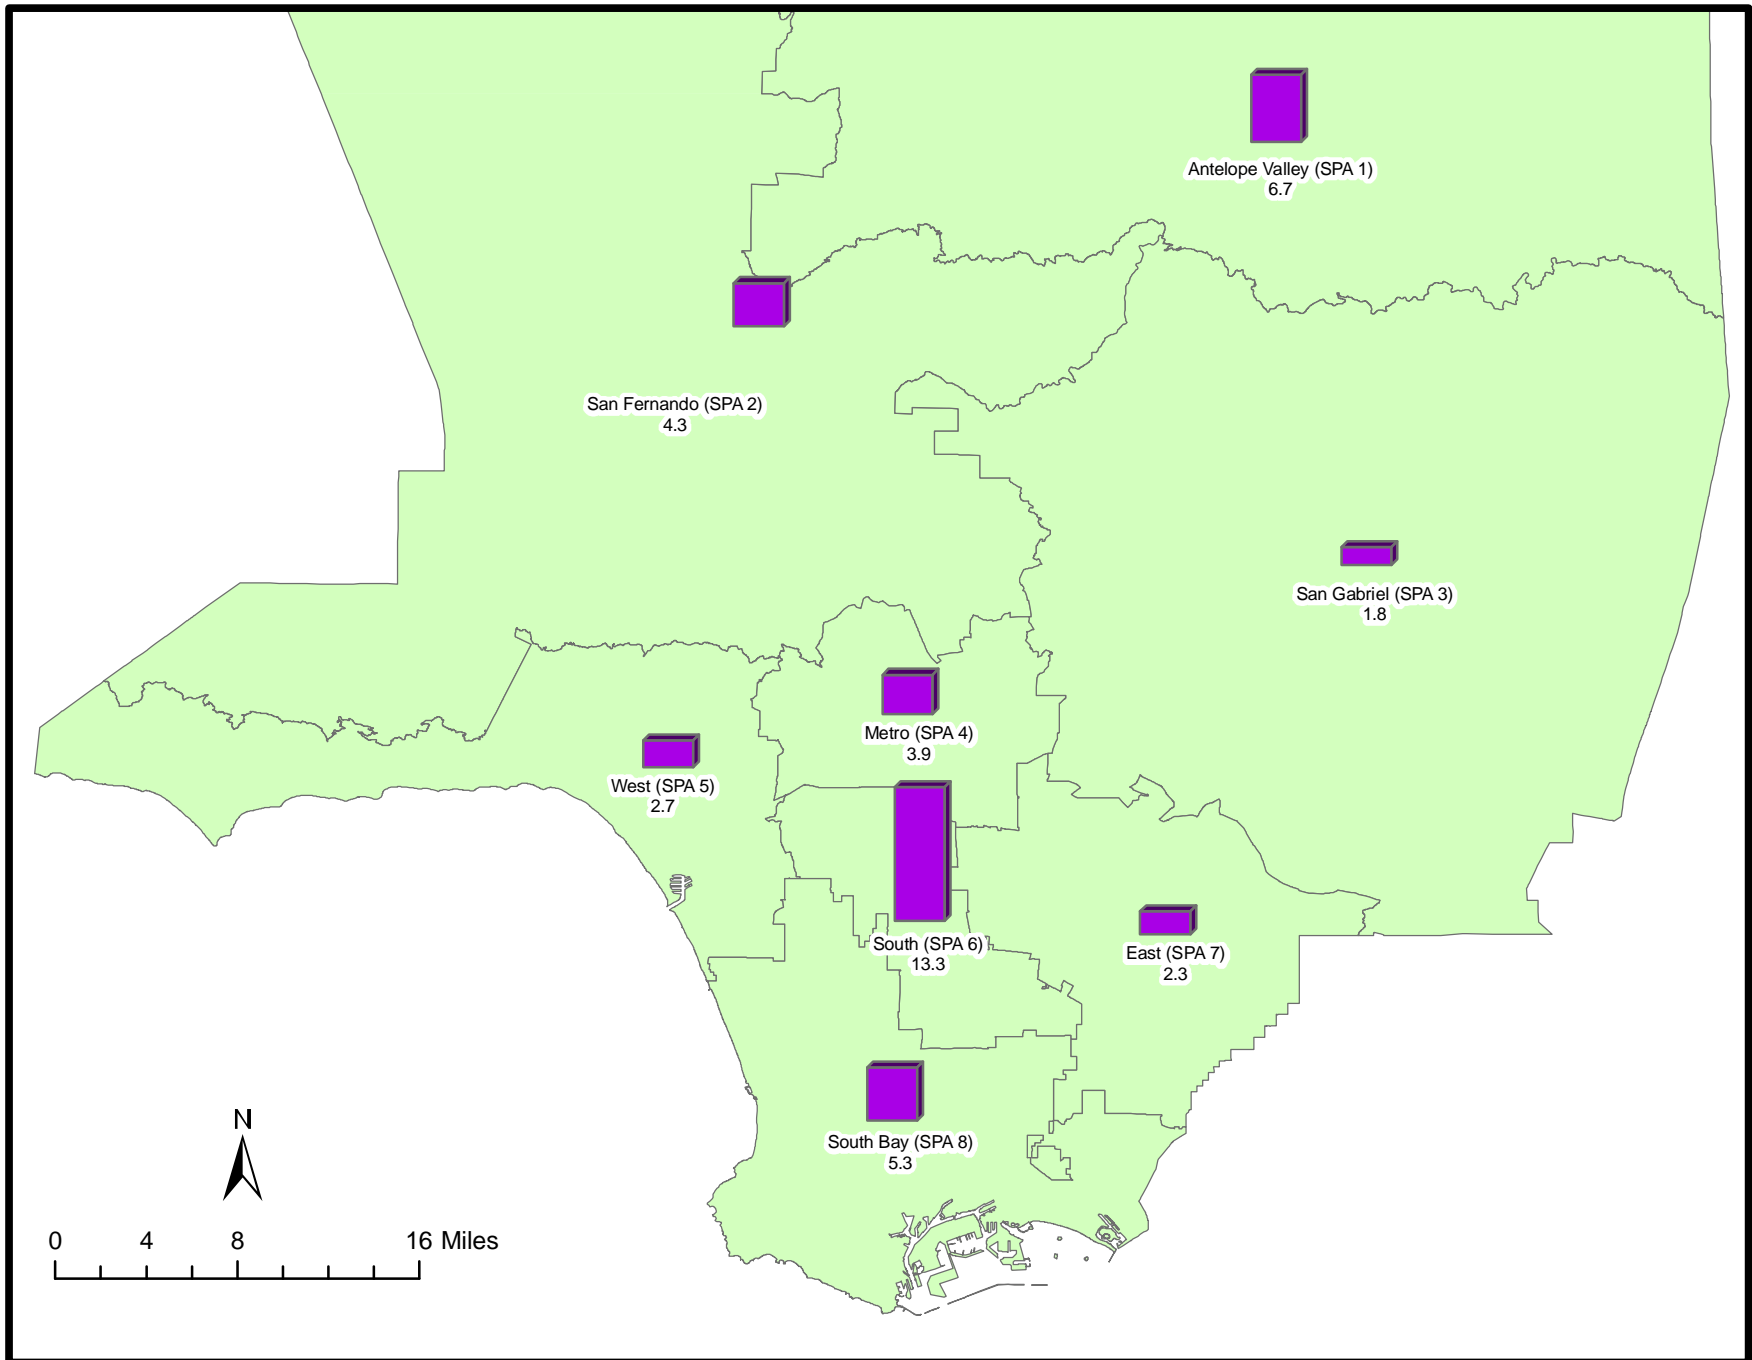 Antelope Valley (SPA 1)
6.7
San Fernando (SPA 2)
4.3
San Gabriel (SPA 3)
1.8
Metro (SPA 4)
3.9
West (SPA 5)
2.7
South (SPA 6)
13.3
East (SPA 7)
2.3
South Bay (SPA 8)
5.3
N
0 4 8 16 Miles